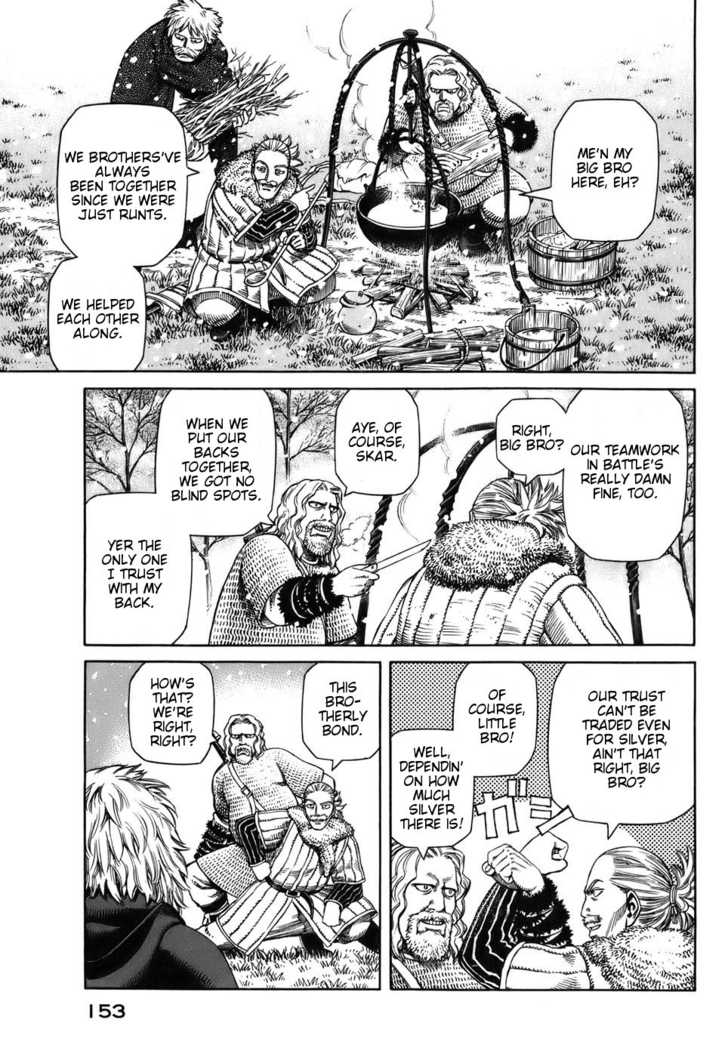 ME'N MY
BIG BRO
HERE, EH?
WE BROTHERS'VE
ALWAYS
BEEN TOGETHER
SINCE WE WERE
JUST RUNTS.
WE HELPED
EACH OTHER
ALONG.
OUR TEAMWORK
IN BATTLE'S
REALLY DAMN
FINE, TOO.
RIGHT,
BIG BRO?
AYE, OF
COURSE,
SKAR.
WHEN WE
PUT OUR
BACKS
TOGETHER,
WE GOT NO
BLIND SPOTS.
YER THE
ONLY ONE
I TRUST
WITH MY
BACK.
OUR TRUST
CAN'T BE
TRADED EVEN
FOR SILVER,
AIN'T THAT
RIGHT, BIG
BRO?
OF
COURSE,
LITTLE
BRO!
WELL,
DEPENDIN'
ON HOW
MUCH
SILVER
THERE IS!
ガシー
THIS
BRO-
THERLY
BOND.
HOW'S
THAT?
WE'RE
RIGHT,
RIGHT?
153